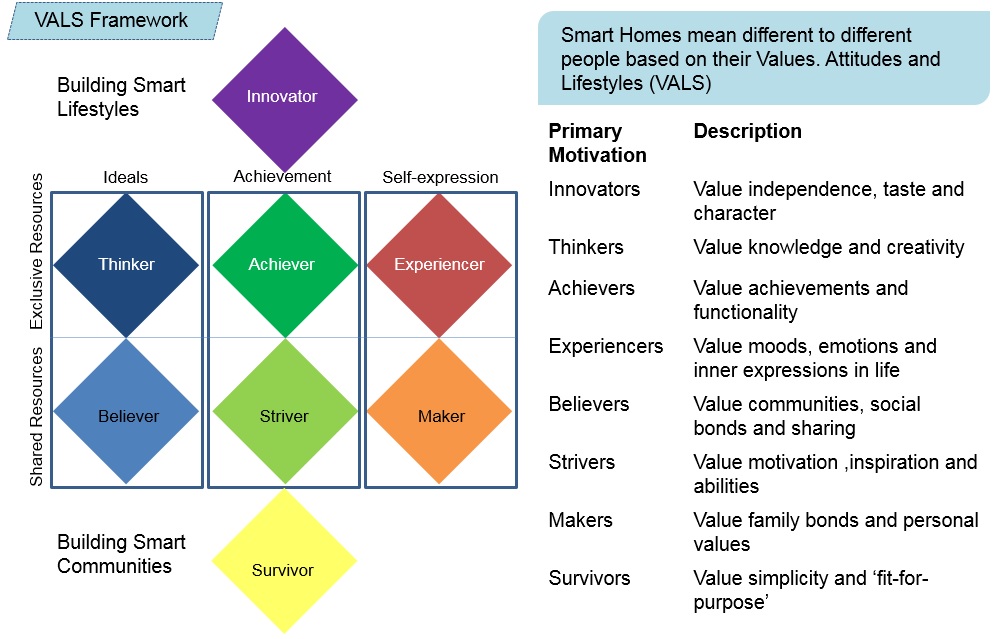 VALS Framework
Building Smart
Lifestyles
Innovator
Ideals
Achievement
Self-expression
Exclusive Resources
Thinker
Achiever
Experiencer
Shared Resources
Believer
Striver
Maker
Building Smart
Communities
Survivor
Smart Homes mean different to different
people based on their Values. Attitudes and
Lifestyles (VALS)
Primary
Motivation
Description
Innovators
Value independence, taste and
character
Thinkers
Value knowledge and creativity
Achievers
Value achievements and
functionality
Experiencers
Value moods, emotions and
inner expressions in life
Believers
Value communities, social
bonds and sharing
Strivers
Value motivation ,inspiration and
abilities
Makers
Value family bonds and personal
values
Survivors
Value simplicity and ‘fit-for-
purpose’